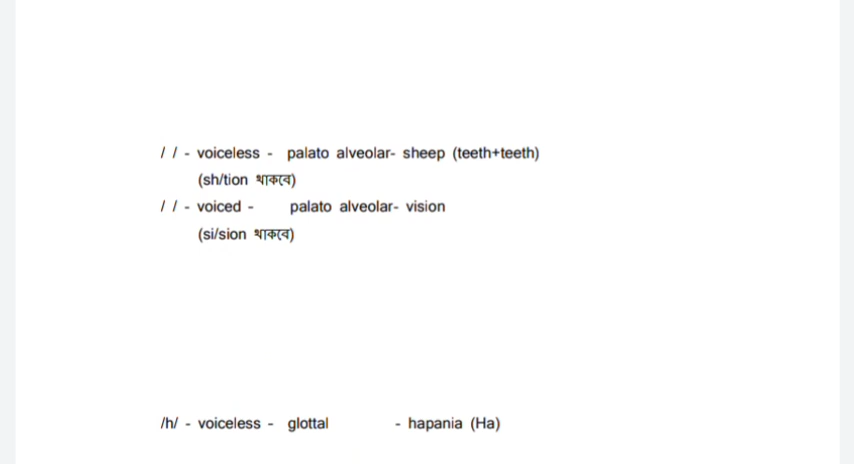 / / - voiceless - palato alveolar- sheep (teeth+teeth)
(sh/tion থাকবে)
/ / - voiced - palato alveolar- vision
(si/sion থাকবে)
/h/ - voiceless - glottal - hapania (Ha)